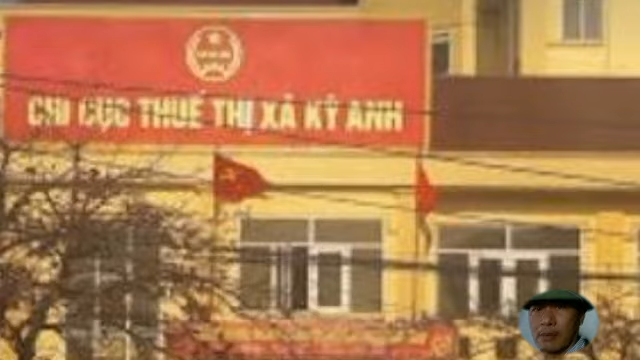 CHI CỤC THUẾ THỊ XÃ KỲ ANH